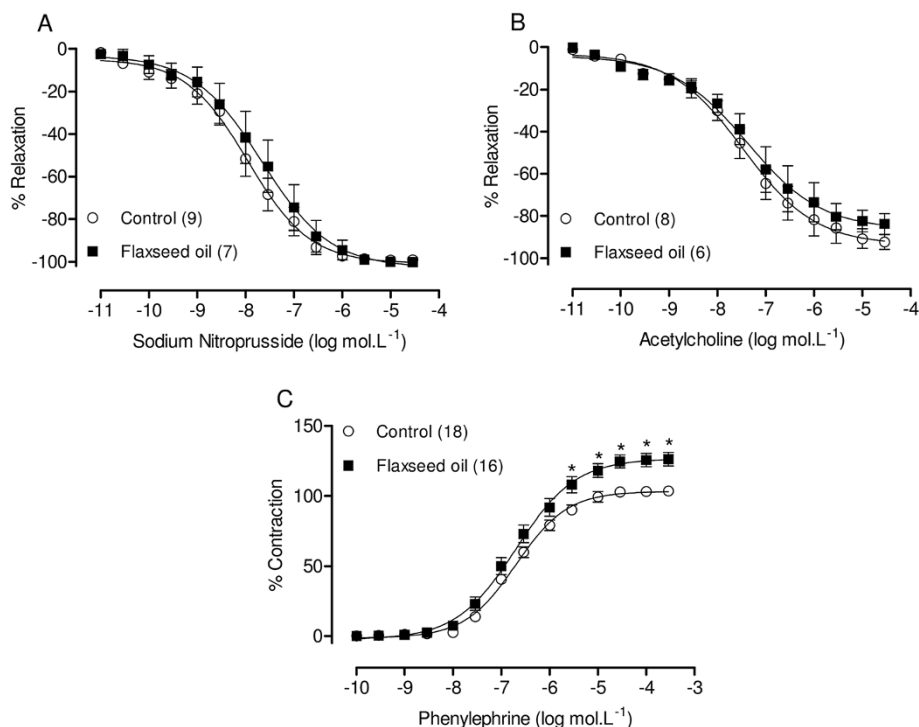 A
0
-20
-40
-60
-80
-100
% Relaxation
Control (9)
Flaxseed oil (7)
-11 -10 -9 -8 -7 -6 -5 -4
Sodium Nitroprusside (log mol.L⁻¹)
B
0
-20
-40
-60
-80
-100
% Relaxation
Control (8)
Flaxseed oil (6)
-11 -10 -9 -8 -7 -6 -5 -4
Acetylcholine (log mol.L⁻¹)
C
150
100
50
0
% Contraction
Control (18)
Flaxseed oil (16)
* * * * *
-10 -9 -8 -7 -6 -5 -4 -3
Phenylephrine (log mol.L⁻¹)